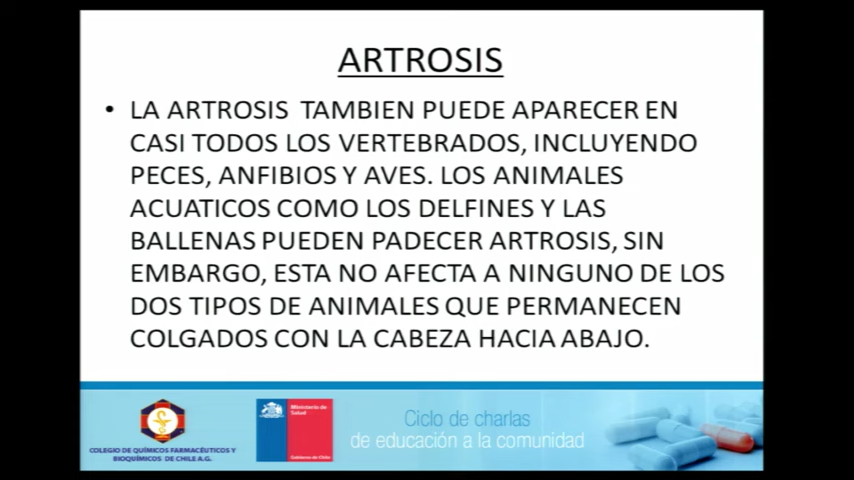 ARTROSIS
• LA ARTROSIS TAMBIEN PUEDE APARECER EN
CASI TODOS LOS VERTEBRADOS, INCLUYENDO
PECES, ANFIBIOS Y AVES. LOS ANIMALES
ACUATICOS COMO LOS DELFINES Y LAS
BALLENAS PUEDEN PADECER ARTROSIS, SIN
EMBARGO, ESTA NO AFECTA A NINGUNO DE LOS
DOS TIPOS DE ANIMALES QUE PERMANECEN
COLGADOS CON LA CABEZA HACIA ABAJO.
COLEGIO DE QUÍMICOS FARMACÉUTICOS Y
BIOQUÍMICOS DE CHILE A.G.
Ministerio de
Salud
Gobierno de Chile
Ciclo de charlas
de educación a la comunidad